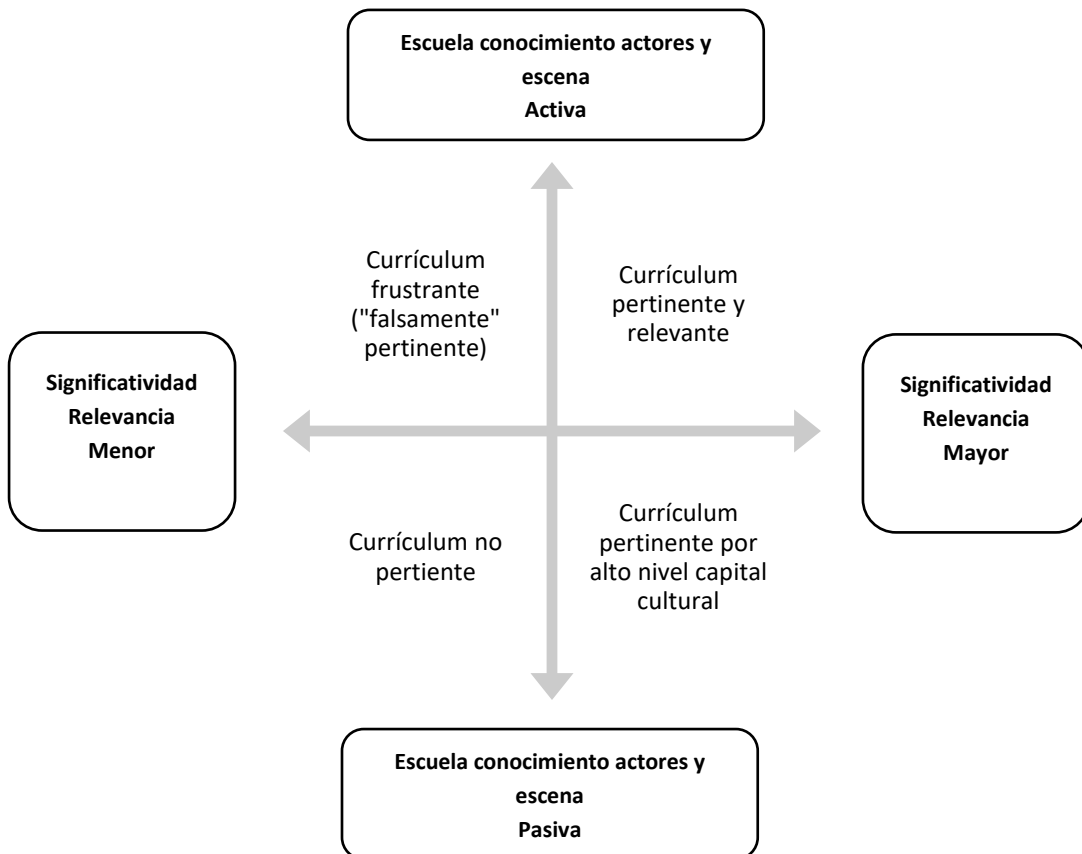 Escuela conocimiento actores y
escena
Activa
Currículum
frustrante
("falsamente"
pertinente)
Currículum
pertinente y
relevante
Significatividad
Relevancia
Menor
Significatividad
Relevancia
Mayor
Currículum no
pertiente
Currículum
pertinente por
alto nivel capital
cultural
Escuela conocimiento actores y
escena
Pasiva